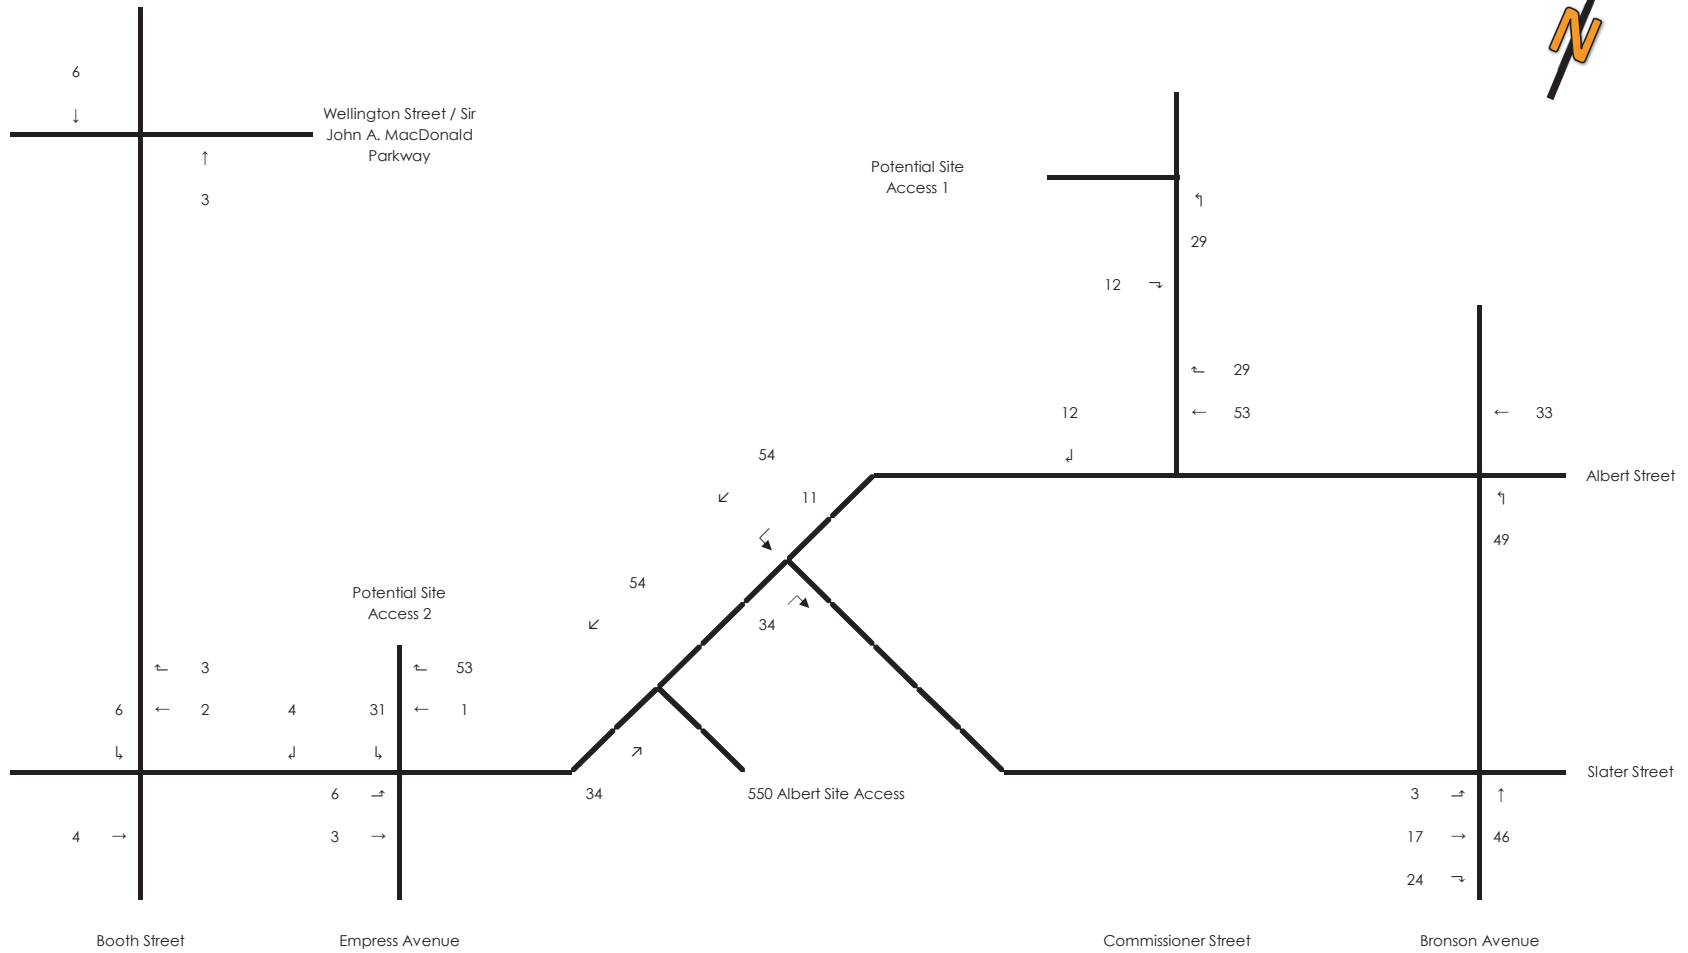 N
6
↓
Wellington Street / Sir
John A. MacDonald
Parkway
↑
3
Potential Site
Access 1
↰
29
12 ↴
29
12
← 53
← 33
54
↲
Albert Street
↙ 11
↰
49
54
Potential Site
Access 2
↙
34
3
53
6 ← 2
4
31 ← 1
↳
↲
↳
↗
Slater Street
6
34
550 Albert Site Access
3
↑
4 →
3 →
17 →
46
24
Booth Street
Empress Avenue
Commissioner Street
Bronson Avenue